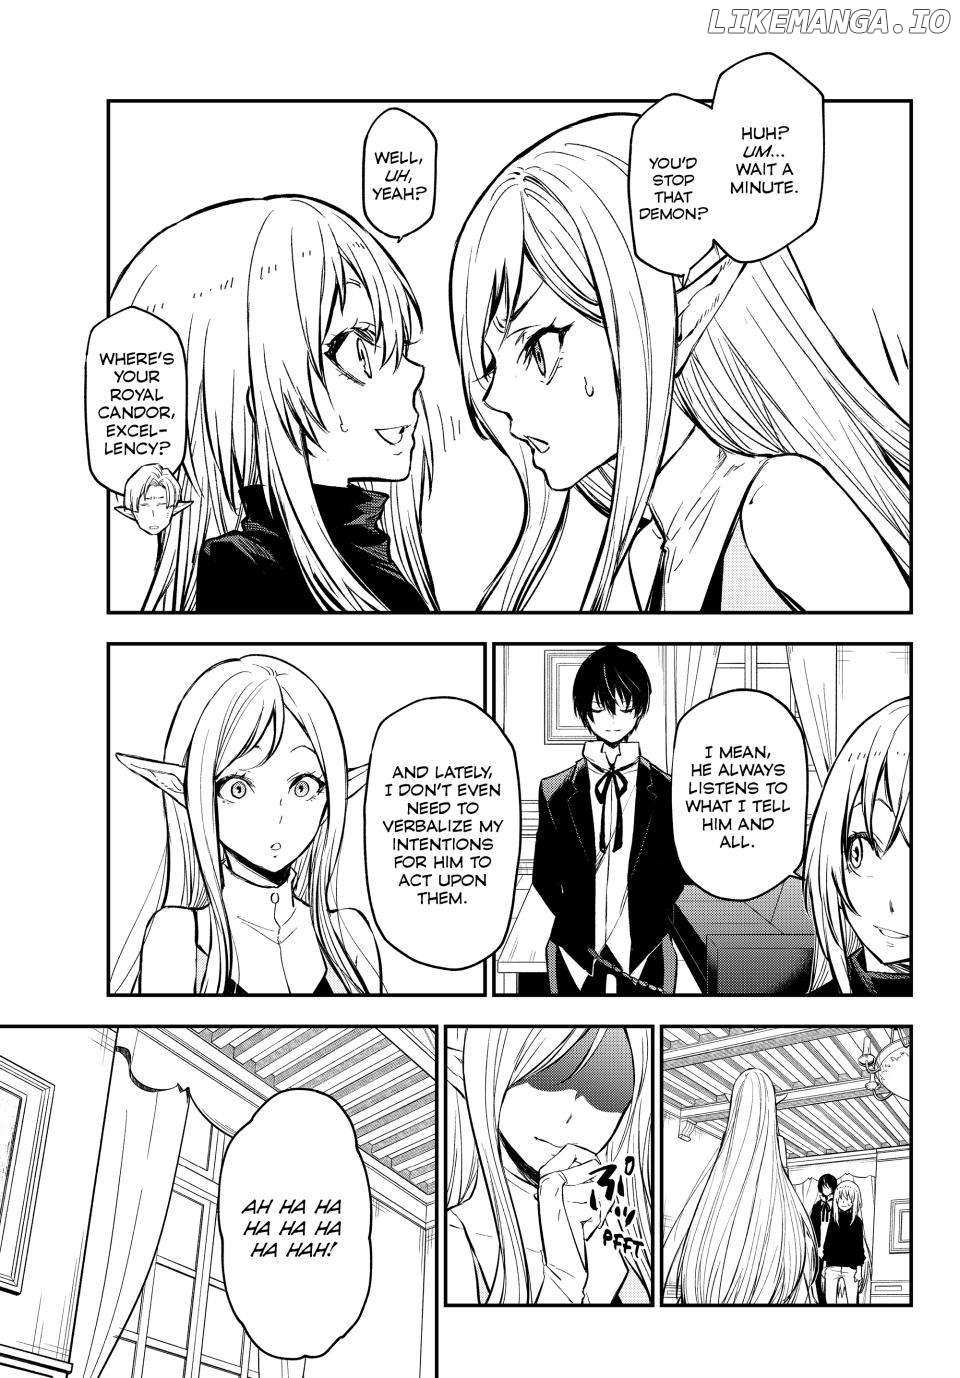 LIKEMANGA.IO
HUH?
UM...
WAIT A
MINUTE.
YOU'D
STOP
THAT
DEMON?
WELL,
UH,
YEAH?
WHERE'S
YOUR
ROYAL
CANDOR,
EXCEL-
LENCY?
I MEAN,
HE ALWAYS
LISTENS TO
WHAT I TELL
HIM AND
ALL.
AND LATELY,
I DON'T EVEN
NEED TO
VERBALIZE MY
INTENTIONS
FOR HIM TO
ACT UPON
THEM.
ぷッ
PFFT
AH HA HA
HA HA HA
HA HAH!